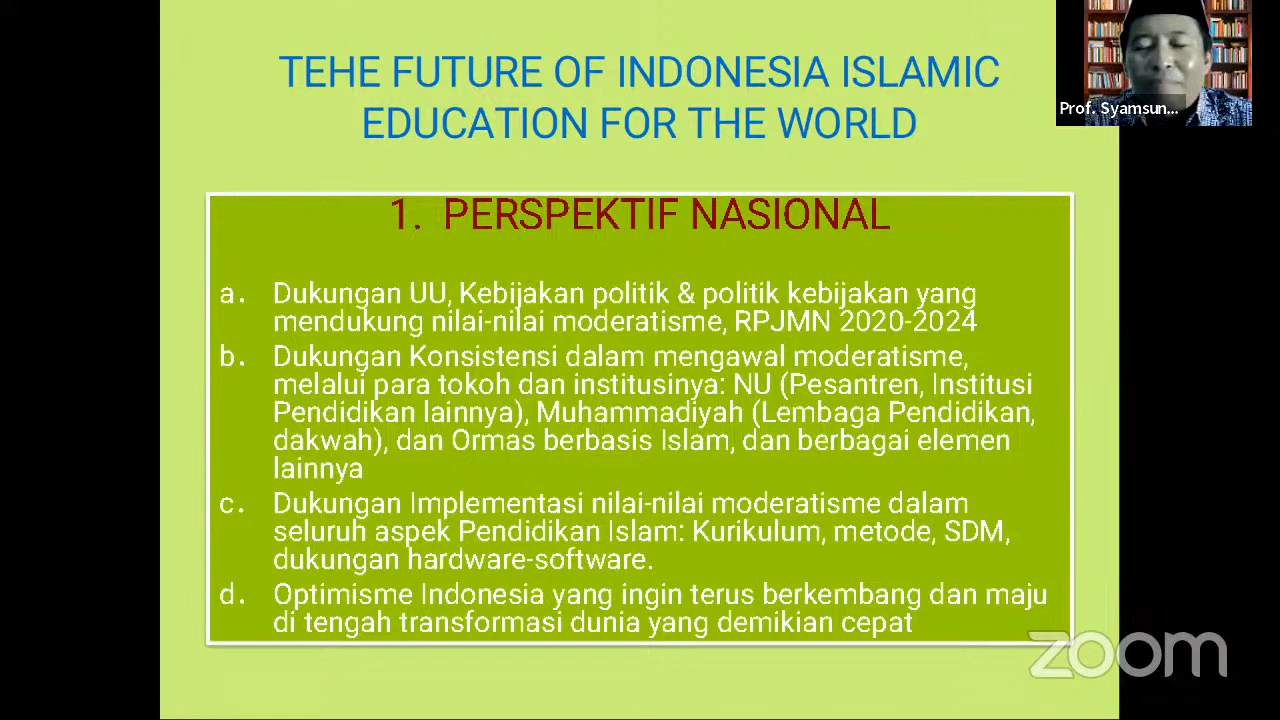 TEHE FUTURE OF INDONESIA ISLAMIC
EDUCATION FOR THE WORLD
Prof. Syamsun...
1. PERSPEKTIF NASIONAL
a. Dukungan UU, Kebijakan politik & politik kebijakan yang
mendukung nilai-nilai moderatisme, RPJMN 2020-2024
b. Dukungan Konsistensi dalam mengawal moderatisme,
melalui para tokoh dan institusinya: NU (Pesantren, Institusi
Pendidikan lainnya), Muhammadiyah (Lembaga Pendidikan,
dakwah), dan Ormas berbasis Islam, dan berbagai elemen
lainnya
c. Dukungan Implementasi nilai-nilai moderatisme dalam
seluruh aspek Pendidikan Islam: Kurikulum, metode, SDM,
dukungan hardware-software.
d. Optimisme Indonesia yang ingin terus berkembang dan maju
di tengah transformasi dunia yang demikian cepat
zoom